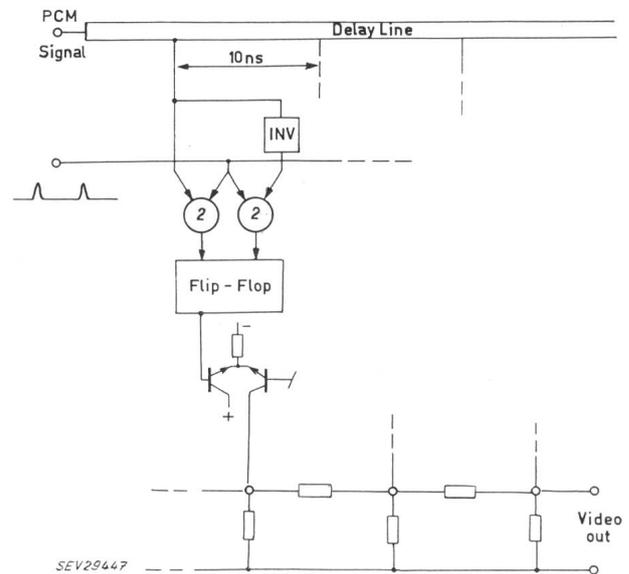 PCM
Signal
Delay Line
10ns
INV
2
2
Flip - Flop
−
+
Video
out
SEV29447